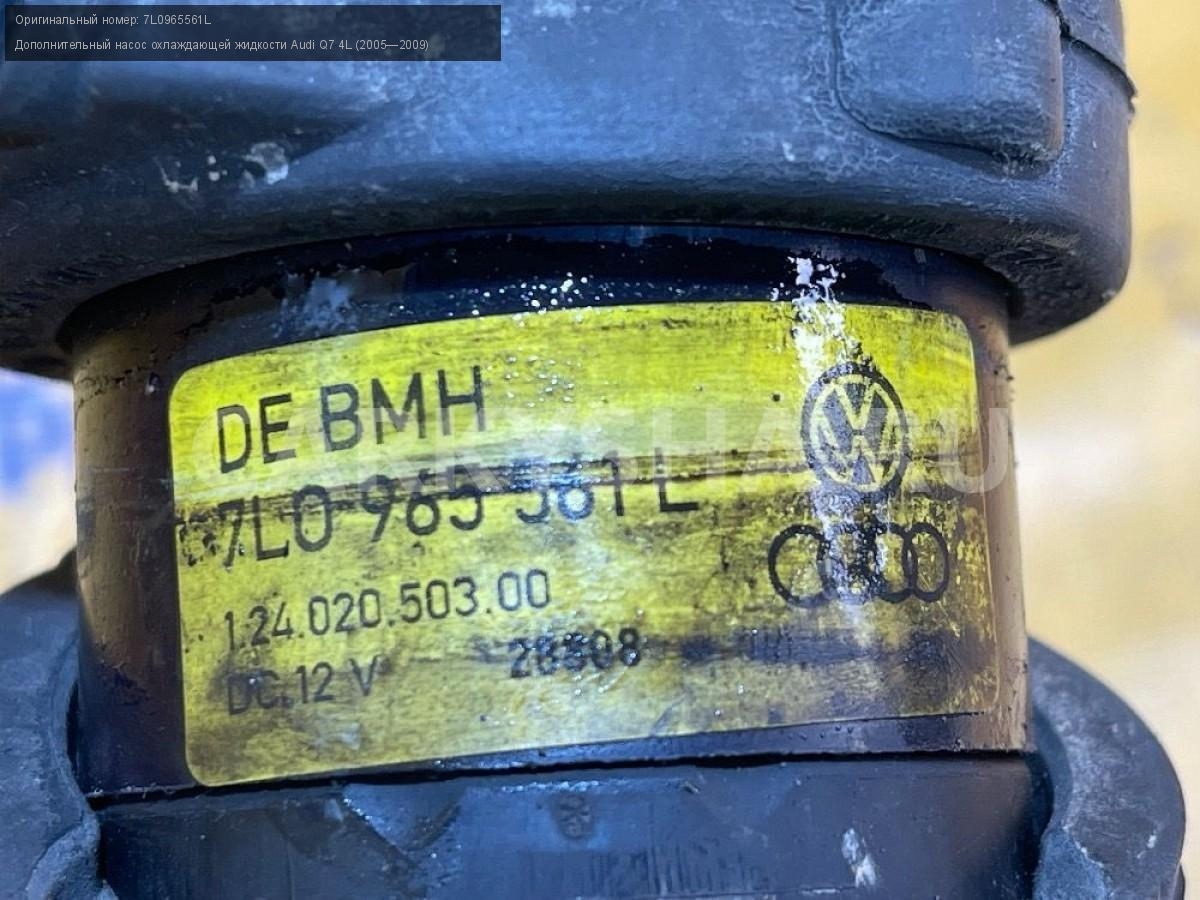 Оригинальный номер: 7L0965561L
Дополнительный насос охлаждающей жидкости Audi Q7 4L (2005—2009)
DE BMH
7L0 965 561 L
1.24.020.503.00
DC 12 V 26308